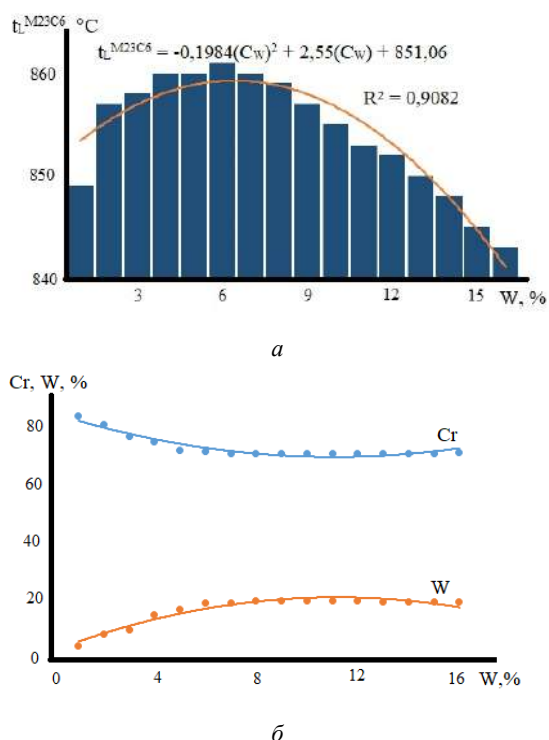 tL^M23C6 °C
tL^M23C6 = -0,1984(Cw)² + 2,55(Cw) + 851,06
860
R² = 0,9082
850
840
3 6 9 12 15 W, %
а
Cr, W, %
80
Cr
60
40
20
W
0
0 4 8 12 16 W,%
б